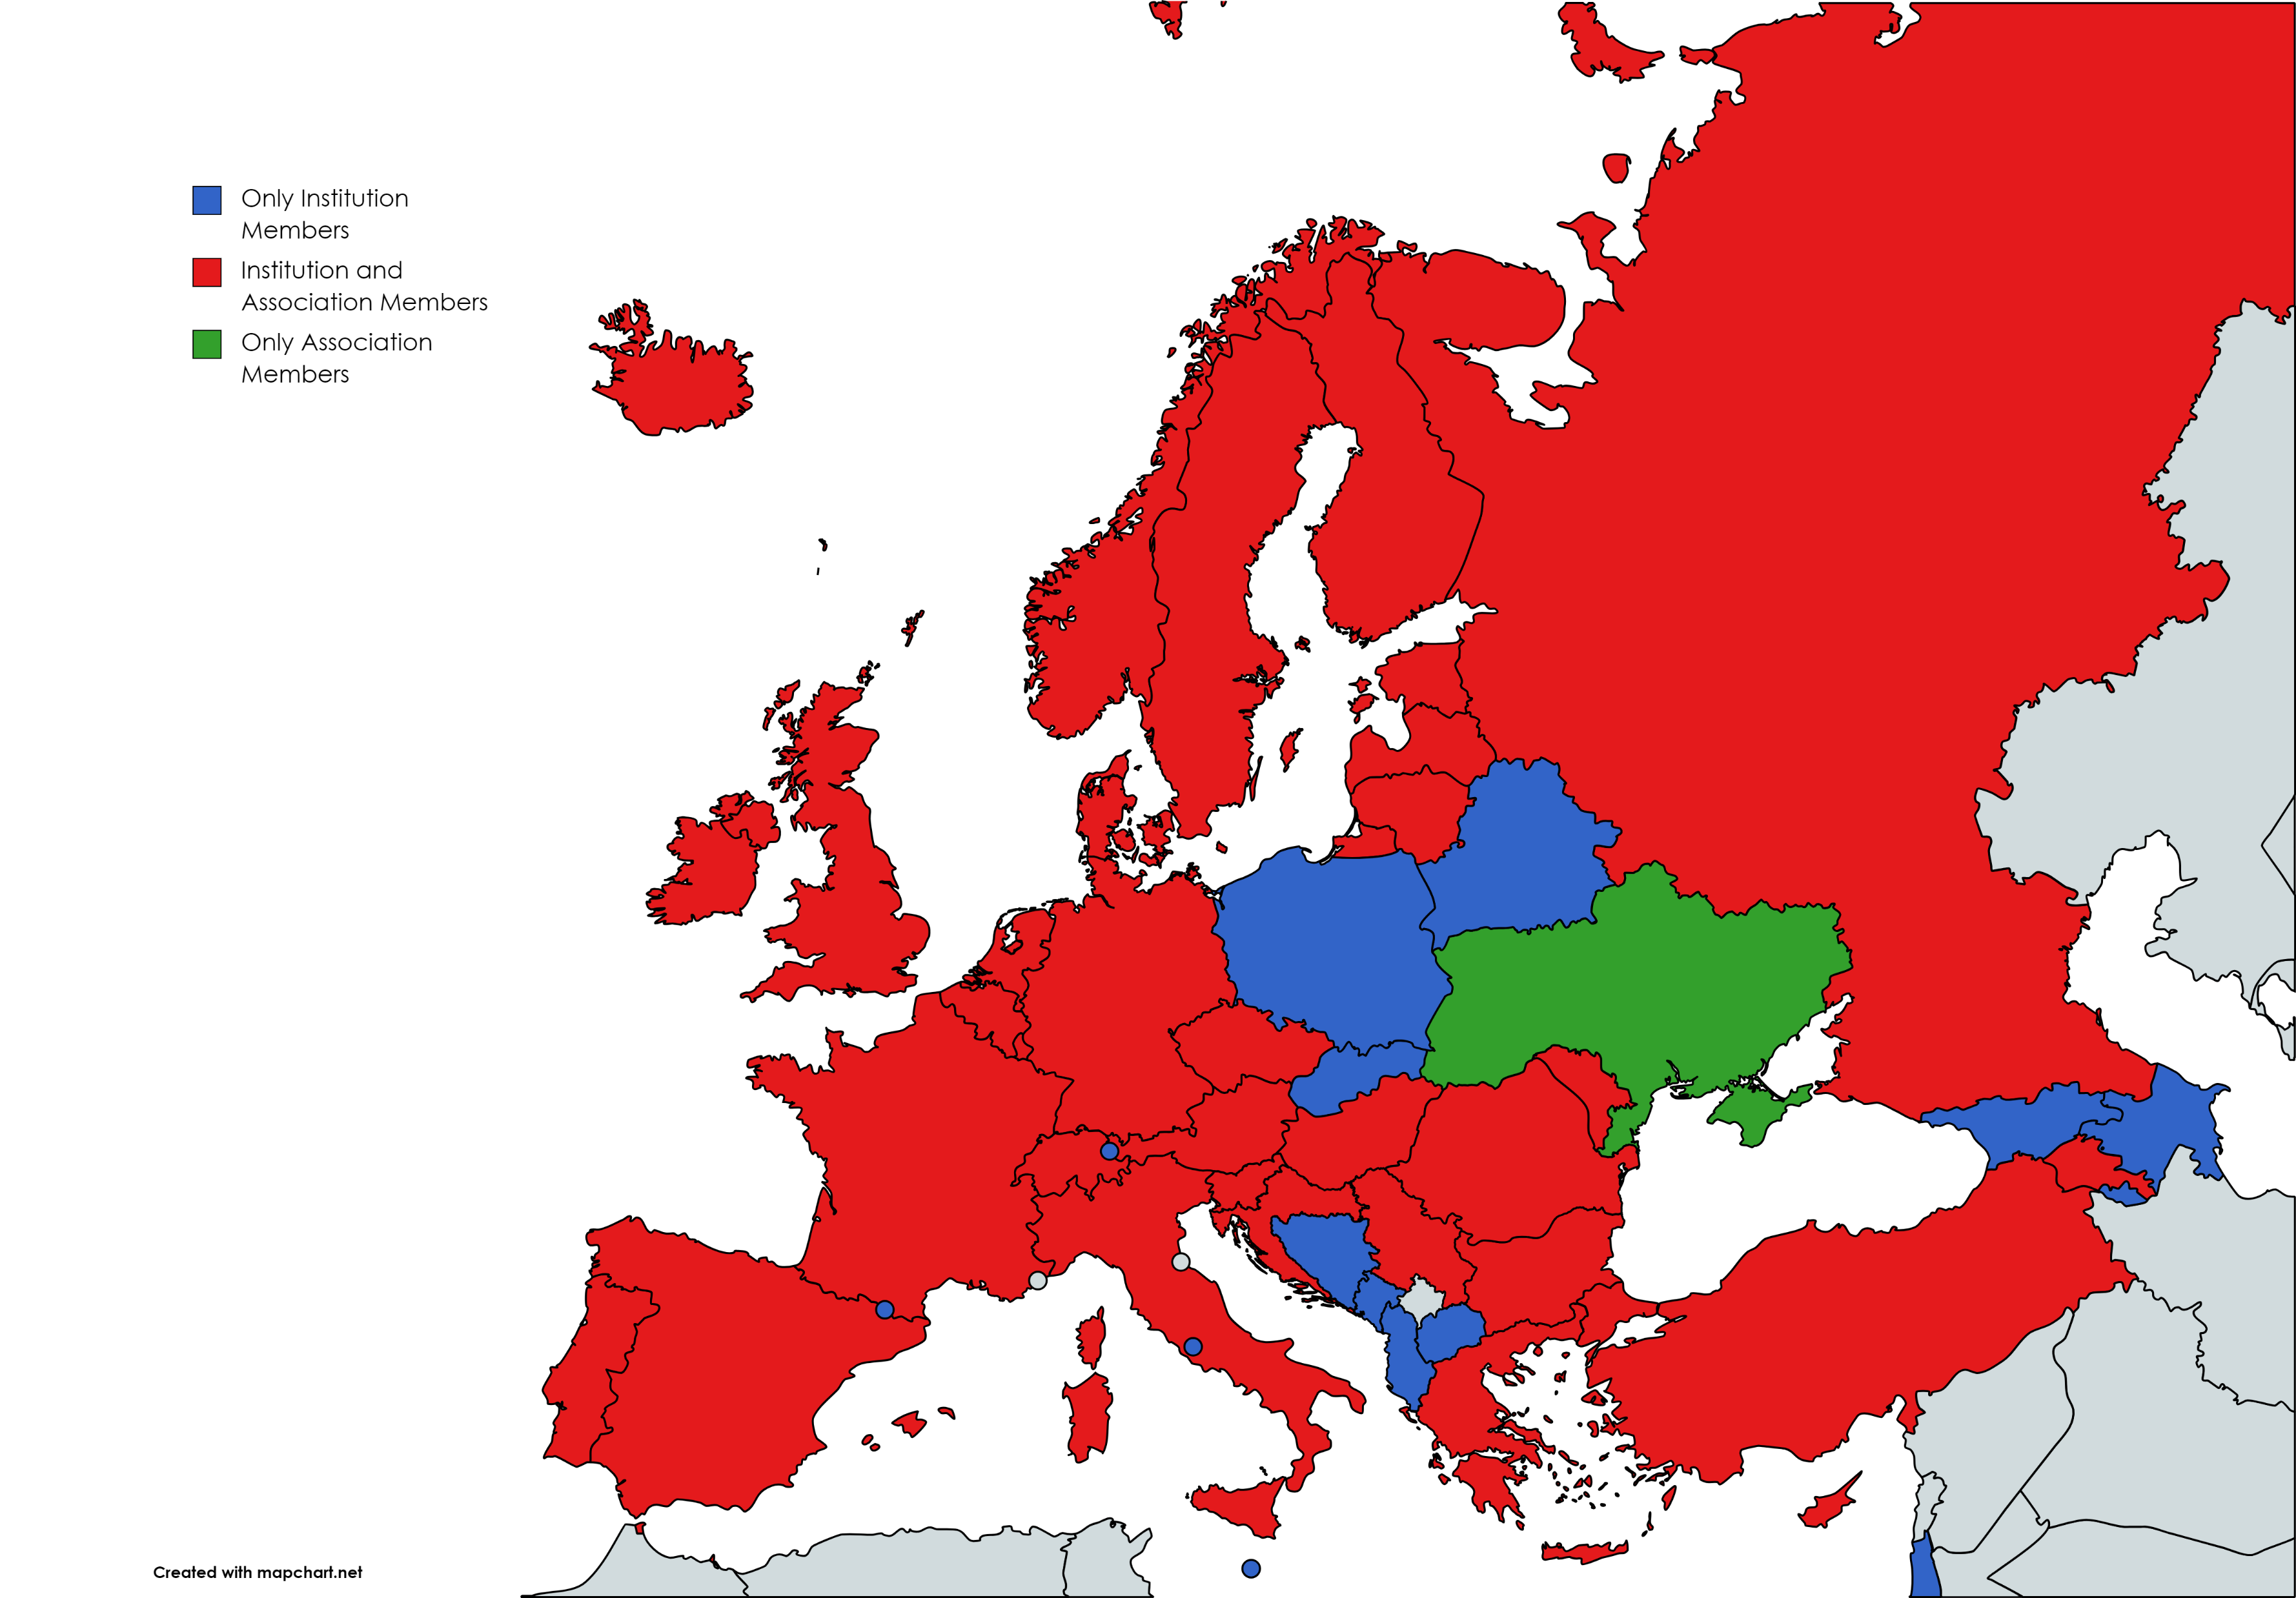 Only Institution
Members
Institution and
Association Members
Only Association
Members
Created with mapchart.net